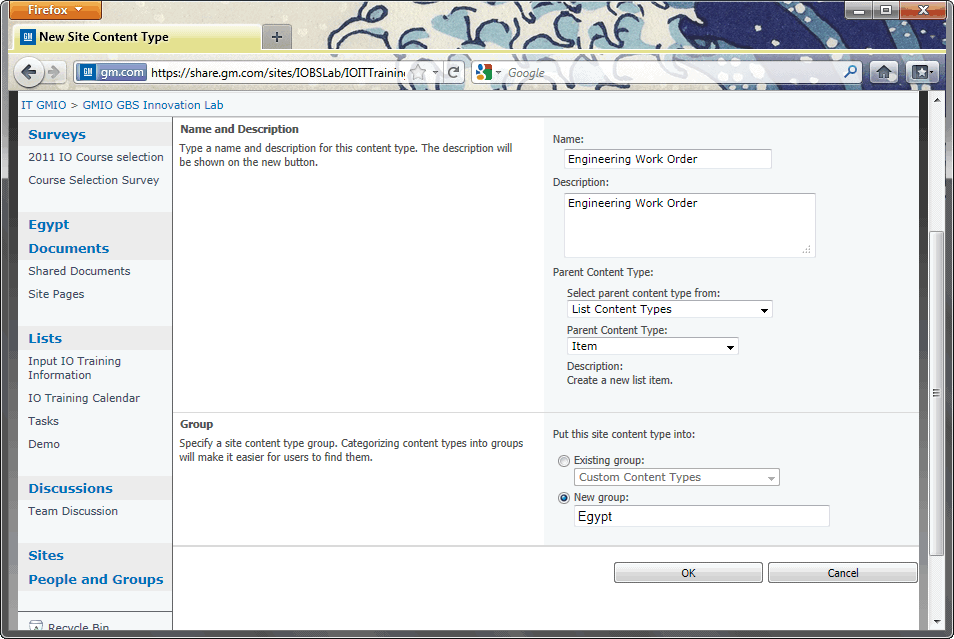 Firefox
GM New Site Content Type
GM gm.com https://share.gm.com/sites/IOBSLab/IOITTraining Google
IT GMIO > GMIO GBS Innovation Lab
Surveys
2011 IO Course selection
Course Selection Survey
Egypt
Documents
Shared Documents
Site Pages
Lists
Input IO Training
Information
IO Training Calendar
Tasks
Demo
Discussions
Team Discussion
Sites
People and Groups
Recycle Bin
Name and Description
Type a name and description for this content type. The description will
be shown on the new button.
Name:
Engineering Work Order
Description:
Engineering Work Order
Parent Content Type:
Select parent content type from:
List Content Types
Parent Content Type:
Item
Description:
Create a new list item.
Group
Specify a site content type group. Categorizing content types into groups
will make it easier for users to find them.
Put this site content type into:
Existing group:
Custom Content Types
New group:
Egypt
OK Cancel